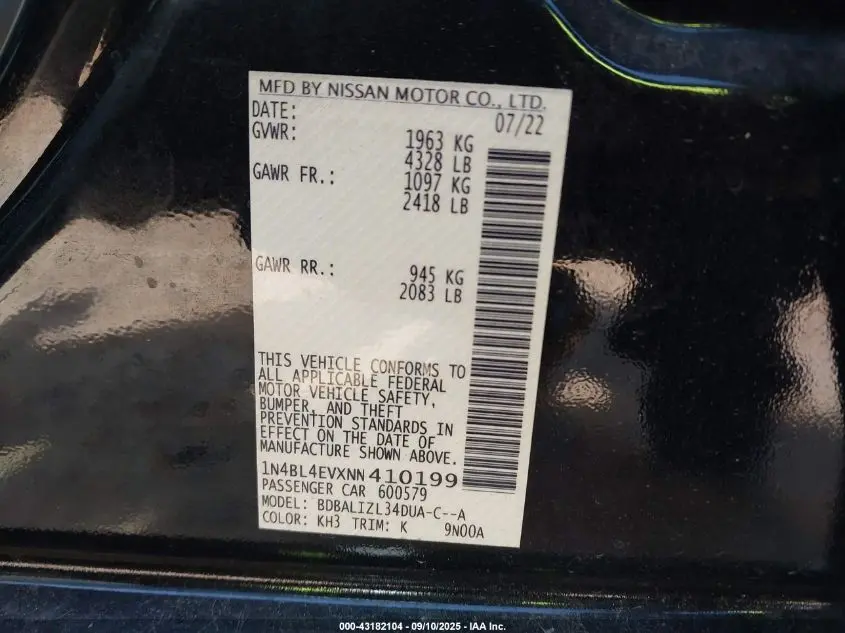 MFD BY NISSAN MOTOR CO., LTD.
DATE: 07/22
GVWR: 1963 KG
4328 LB
GAWR FR.: 1097 KG
2418 LB
GAWR RR.: 945 KG
2083 LB
THIS VEHICLE CONFORMS TO
ALL APPLICABLE FEDERAL
MOTOR VEHICLE SAFETY,
BUMPER, AND THEFT
PREVENTION STANDARDS IN
EFFECT ON THE DATE OF
MANUFACTURE SHOWN ABOVE.
1N4BL4EVXNN410199
PASSENGER CAR 600579
MODEL: BDBALIZL34DUA-C--A
COLOR: KH3 TRIM: K 9N00A
000-43182104 - 09/10/2025 - IAA Inc.